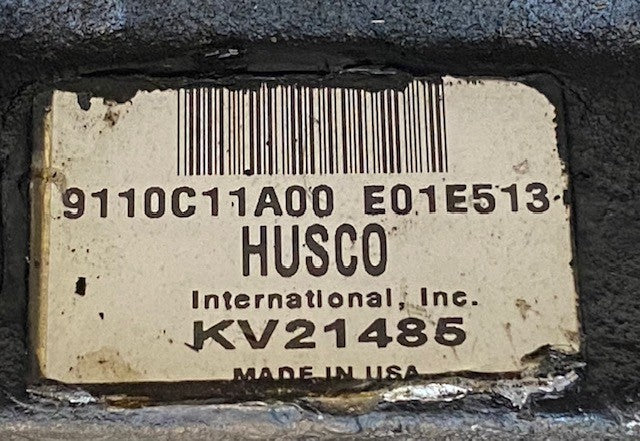 9110C11A00 E01E513
HUSCO
International, Inc.
KV21485
MADE IN USA